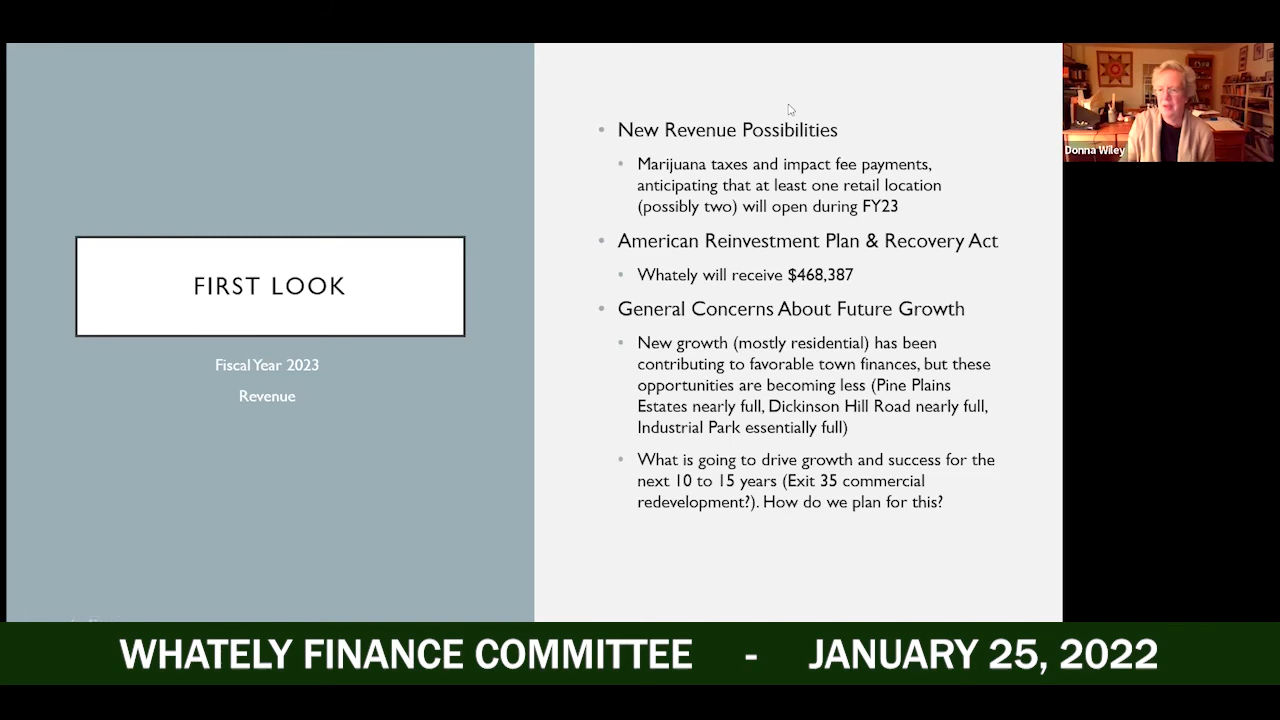 FIRST LOOK
Fiscal Year 2023
Revenue
New Revenue Possibilities
Marijuana taxes and impact fee payments,
anticipating that at least one retail location
(possibly two) will open during FY23
American Reinvestment Plan & Recovery Act
Whately will receive $468,387
General Concerns About Future Growth
New growth (mostly residential) has been
contributing to favorable town finances, but these
opportunities are becoming less (Pine Plains
Estates nearly full, Dickinson Hill Road nearly full,
Industrial Park essentially full)
What is going to drive growth and success for the
next 10 to 15 years (Exit 35 commercial
redevelopment?). How do we plan for this?
Donna Wiley
WHATELY FINANCE COMMITTEE - JANUARY 25, 2022